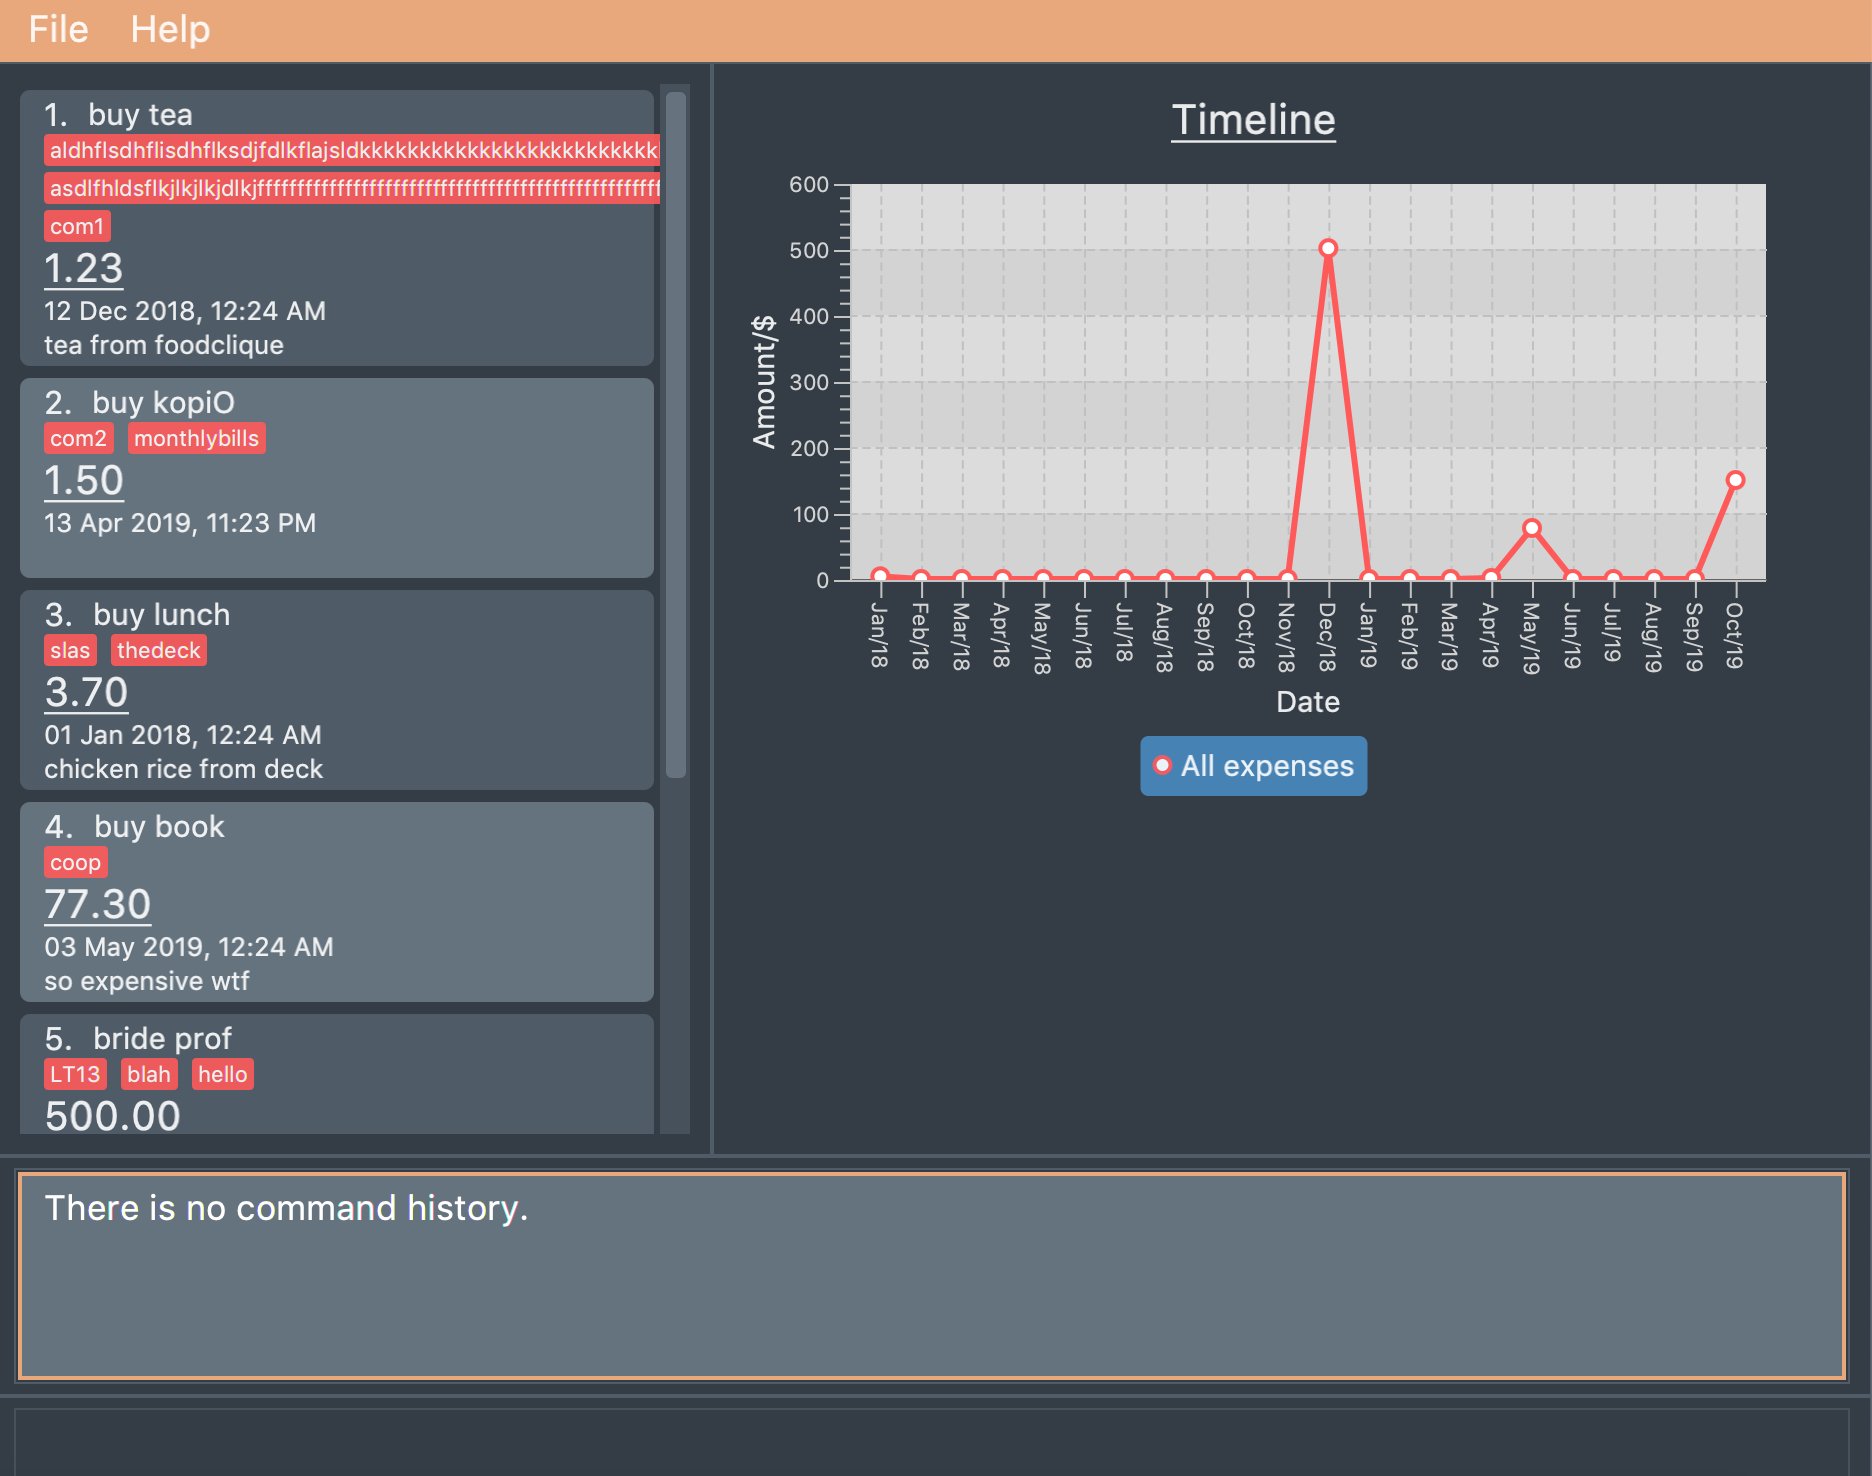 File Help
1. buy tea
com1
1.23
12 Dec 2018, 12:24 AM
tea from foodclique
2. buy kopiO
com2 monthlybills
1.50
13 Apr 2019, 11:23 PM
3. buy lunch
slas thedeck
3.70
01 Jan 2018, 12:24 AM
chicken rice from deck
4. buy book
coop
77.30
03 May 2019, 12:24 AM
so expensive wtf
5. bride prof
LT13 blah hello
500.00
Timeline
Amount/$
600
500
400
300
200
100
0
Jan/18 Feb/18 Mar/18 Apr/18 May/18 Jun/18 Jul/18 Aug/18 Sep/18 Oct/18 Nov/18 Dec/18 Jan/19 Feb/19 Mar/19 Apr/19 May/19 Jun/19 Jul/19 Aug/19 Sep/19 Oct/19
Date
All expenses
There is no command history.